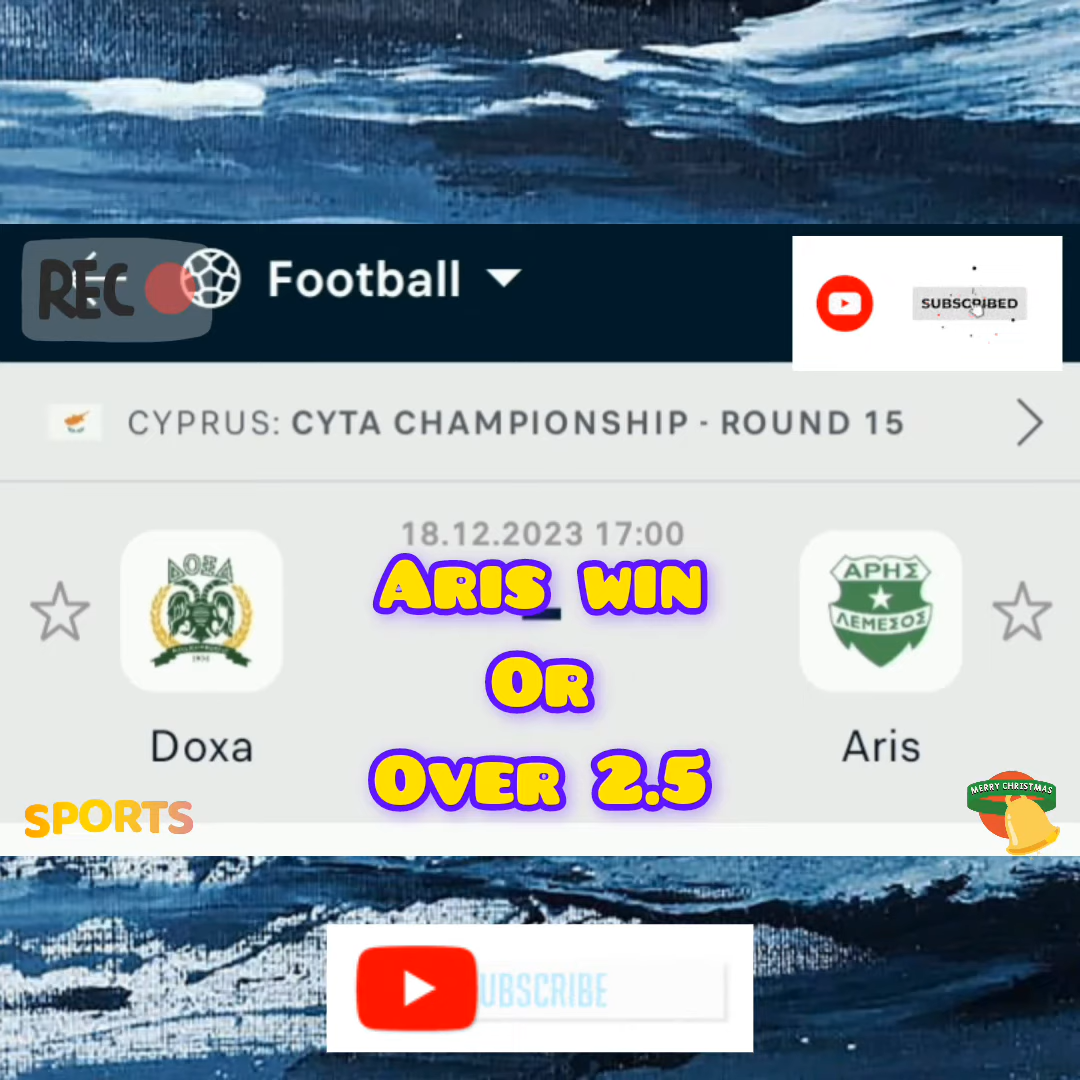 REC
Football
SUBSCRIBED
CYPRUS: CYTA CHAMPIONSHIP - ROUND 15
18.12.2023 17:00
ΔΟΞΑ
ΑΡΗΣ
ΛΕΜΕΣΟΣ
ARIS WIN
OR
OVER 2.5
Doxa
Aris
SPORTS
MERRY CHRISTMAS
UBSCRIBE